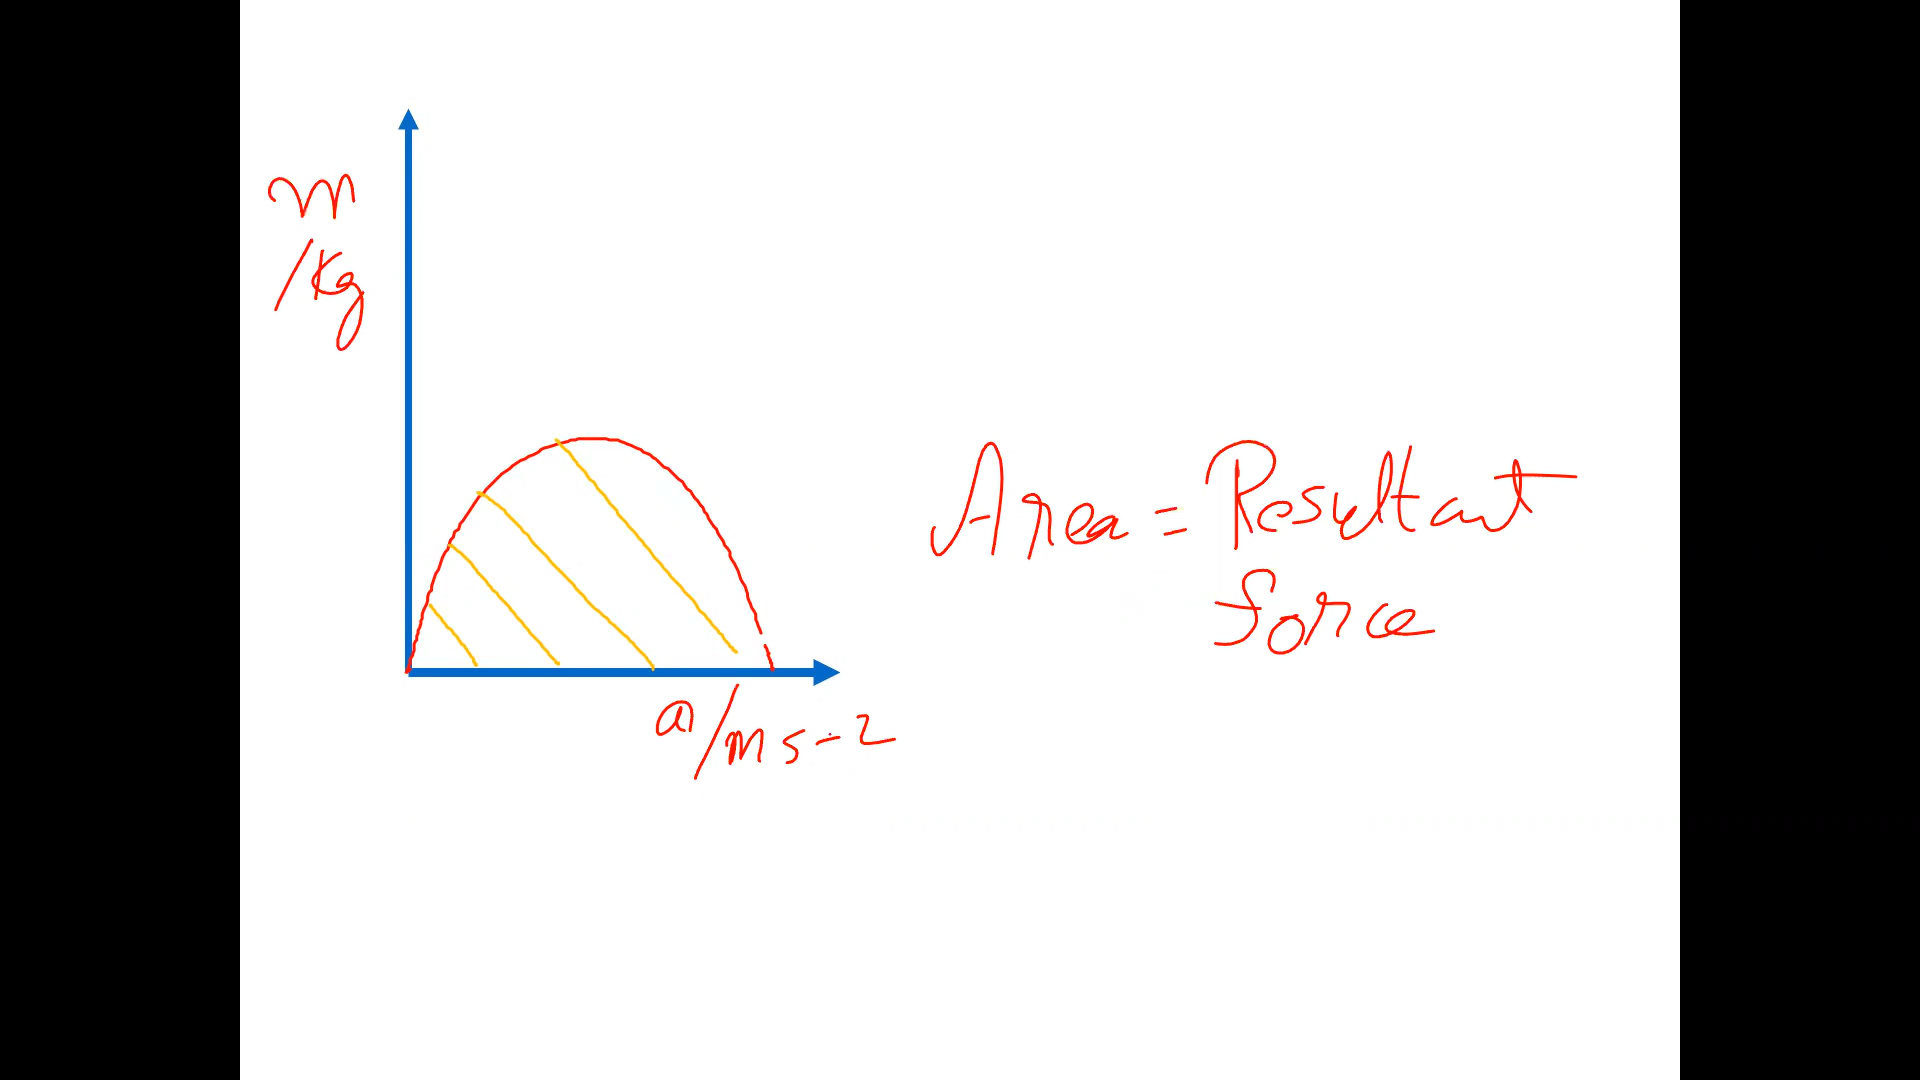 m
/kg
Area = Resultant
force
a/ms-2